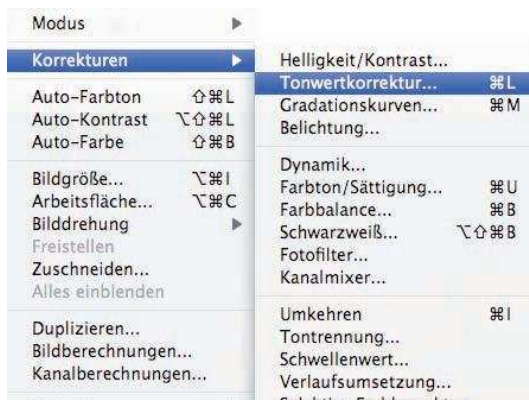 Modus ▶
Korrekturen ▶
Auto-Farbton ⇧⌘L
Auto-Kontrast ⌥⇧⌘L
Auto-Farbe ⇧⌘B
Bildgröße... ⌥⌘I
Arbeitsfläche... ⌥⌘C
Bilddrehung ▶
Freistellen
Zuschneiden...
Alles einblenden
Duplizieren...
Bildberechnungen...
Kanalberechnungen...
Helligkeit/Kontrast...
Tonwertkorrektur... ⌘L
Gradationskurven... ⌘M
Belichtung...
Dynamik...
Farbton/Sättigung... ⌘U
Farbbalance... ⌘B
Schwarzweiß... ⌥⇧⌘B
Fotofilter...
Kanalmixer...
Umkehren ⌘I
Tontrennung...
Schwellenwert...
Verlaufsumsetzung...